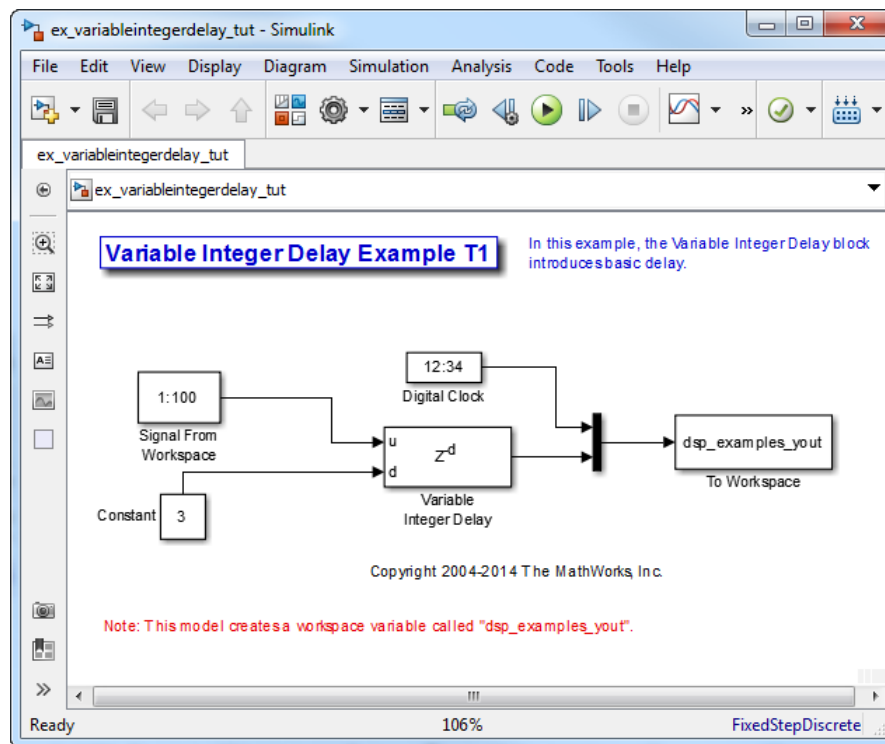 ex_variableintegerdelay_tut - Simulink
File Edit View Display Diagram Simulation Analysis Code Tools Help
ex_variableintegerdelay_tut
ex_variableintegerdelay_tut
Variable Integer Delay Example T1
In this example, the Variable Integer Delay block
introduces basic delay.
12:34
Digital Clock
1:100
Signal From
Workspace
u
d
z-d
Variable
Integer Delay
dsp_examples_yout
To Workspace
Constant
3
Copyright 2004-2014 The MathWorks, Inc.
Note: This model creates a workspace variable called "dsp_examples_yout".
Ready 106% FixedStepDiscrete